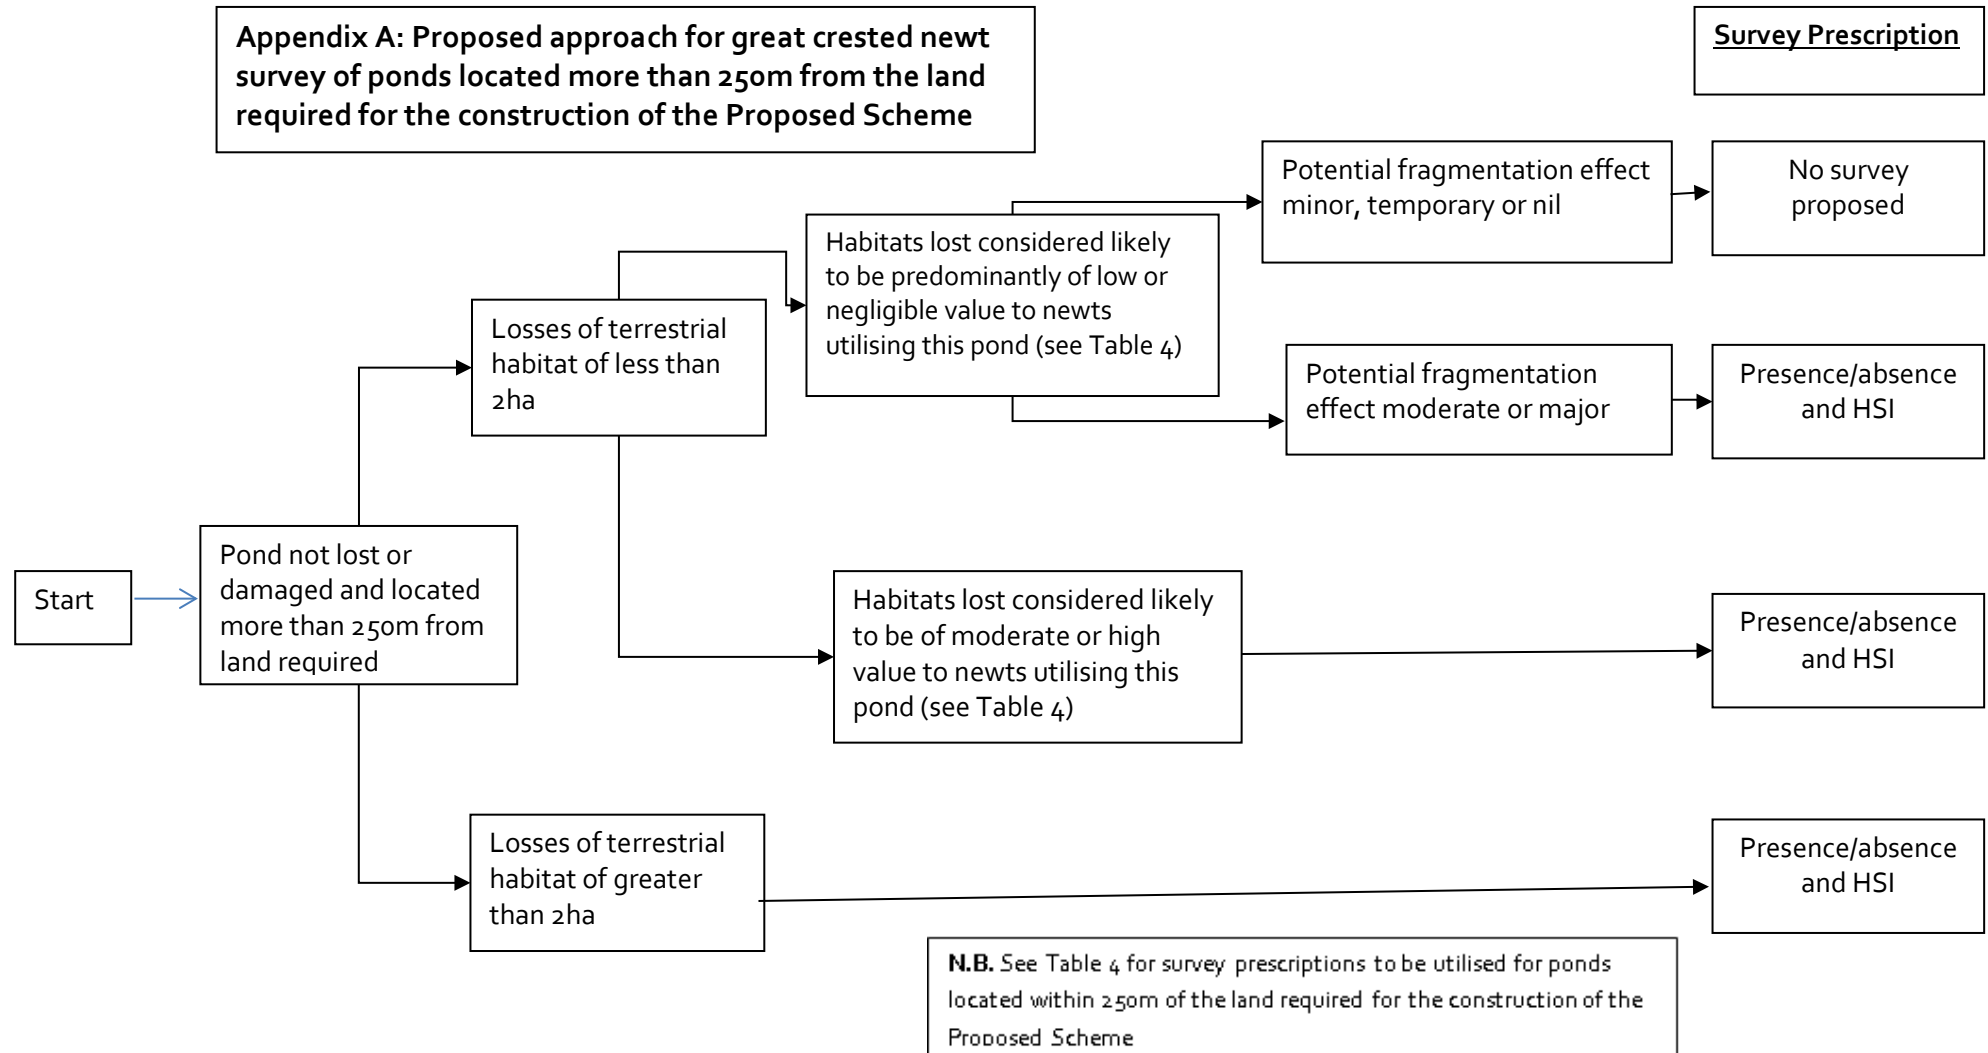 Appendix A: Proposed approach for great crested newt
survey of ponds located more than 250m from the land
required for the construction of the Proposed Scheme
Survey Prescription
Potential fragmentation effect
minor, temporary or nil
No survey
proposed
Habitats lost considered likely
to be predominantly of low or
negligible value to newts
utilising this pond (see Table 4)
Losses of terrestrial
habitat of less than
2ha
Potential fragmentation
effect moderate or major
Presence/absence
and HSI
Start
Pond not lost or
damaged and located
more than 250m from
land required
Habitats lost considered likely
to be of moderate or high
value to newts utilising this
pond (see Table 4)
Presence/absence
and HSI
Losses of terrestrial
habitat of greater
than 2ha
Presence/absence
and HSI
N.B. See Table 4 for survey prescriptions to be utilised for ponds
located within 250m of the land required for the construction of the
Proposed Scheme